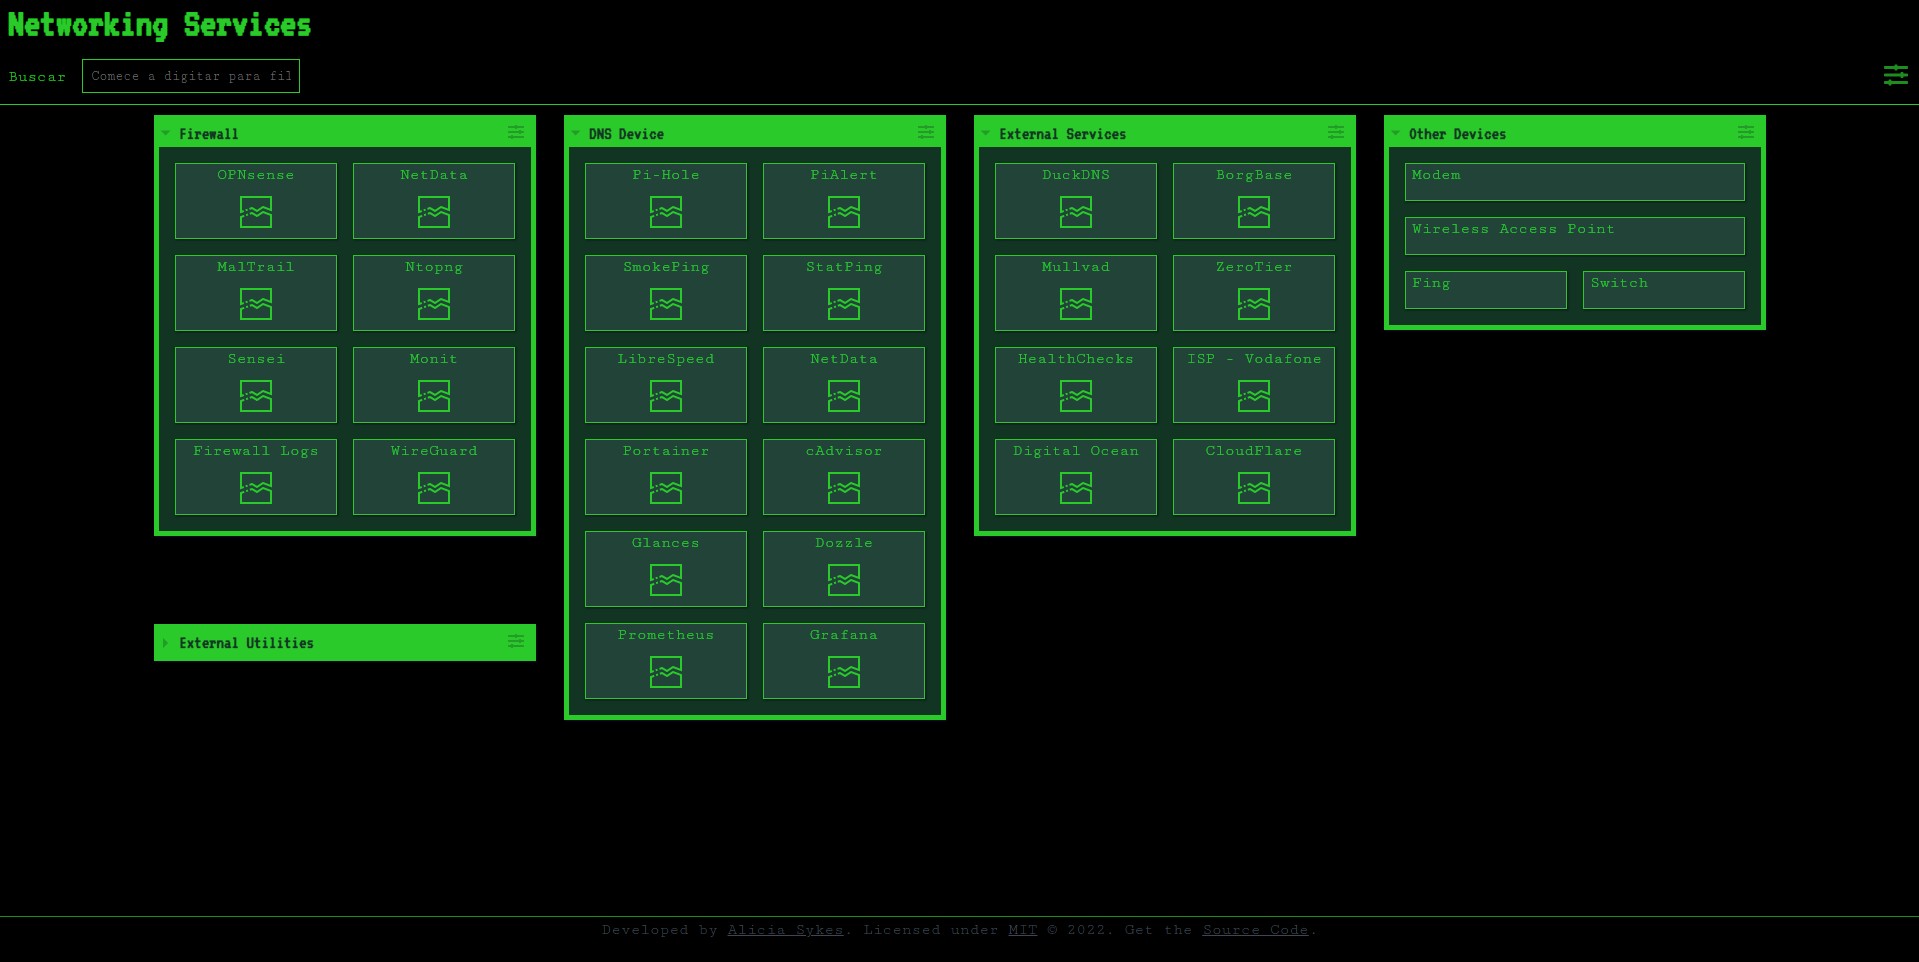 Networking Services
Buscar
Comece a digitar para fil
Firewall
OPNsense
NetData
MalTrail
Ntopng
Sensei
Monit
Firewall Logs
WireGuard
External Utilities
DNS Device
Pi-Hole
PiAlert
SmokePing
StatPing
LibreSpeed
NetData
Portainer
cAdvisor
Glances
Dozzle
Prometheus
Grafana
External Services
DuckDNS
BorgBase
Mullvad
ZeroTier
HealthChecks
ISP - Vodafone
Digital Ocean
CloudFlare
Other Devices
Modem
Wireless Access Point
Fing
Switch
Developed by Alicia Sykes. Licensed under MIT © 2022. Get the Source Code.